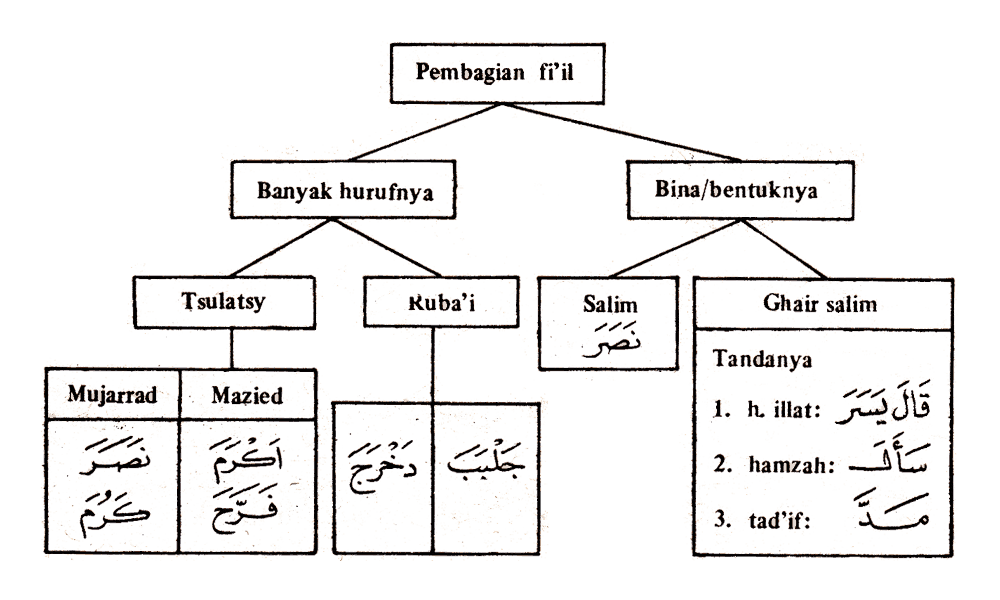 Pembagian fi'il
Banyak hurufnya
Bina/bentuknya
Tsulatsy
Ruba'i
Salim
نَصَرَ
Ghair salim
Mujarrad
Mazied
نَصَرَ
كَرُمَ
اَكْرَمَ
فَرَّحَ
دَخْرَجَ
جَلْبَبَ
Tandanya
1. h. illat: قَالَ يَسَرَ
2. hamzah: سَأَلَ
3. tad'if: مَدَّ